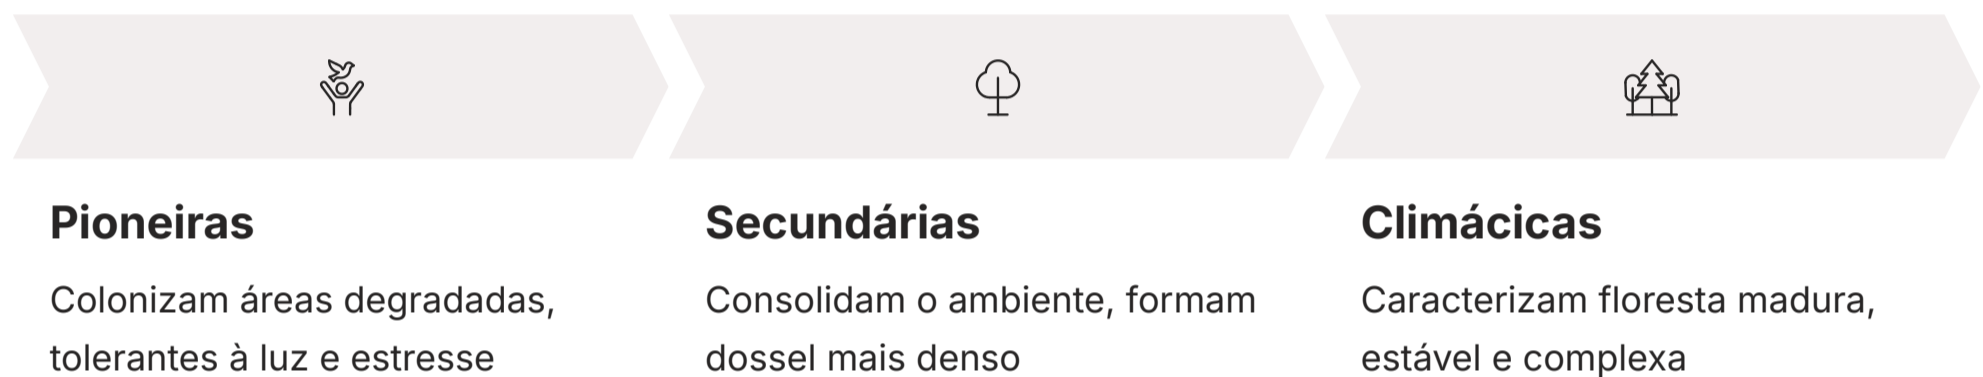 Pioneiras
Colonizam áreas degradadas,
tolerantes à luz e estresse
Secundárias
Consolidam o ambiente, formam
dossel mais denso
Climácicas
Caracterizam floresta madura,
estável e complexa